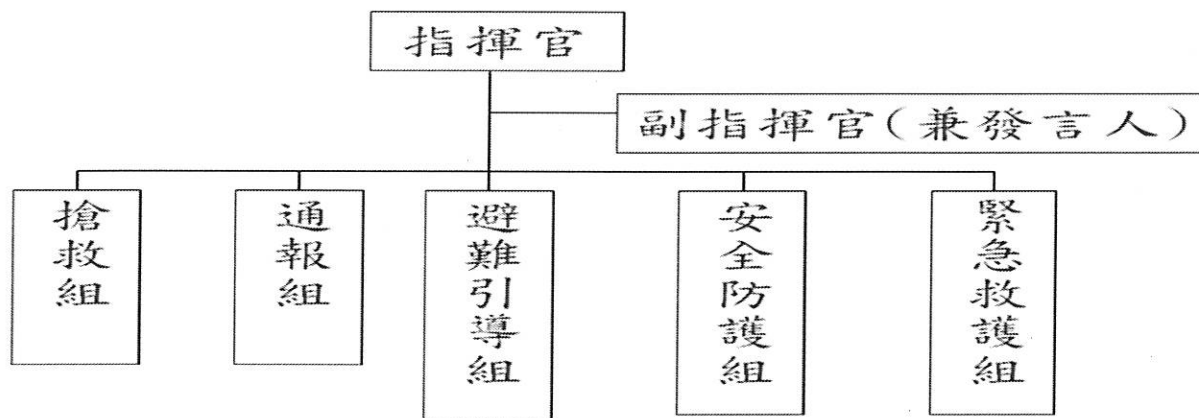 指揮官
副指揮官(兼發言人)
搶救組
通報組
避難引導組
安全防護組
緊急救護組